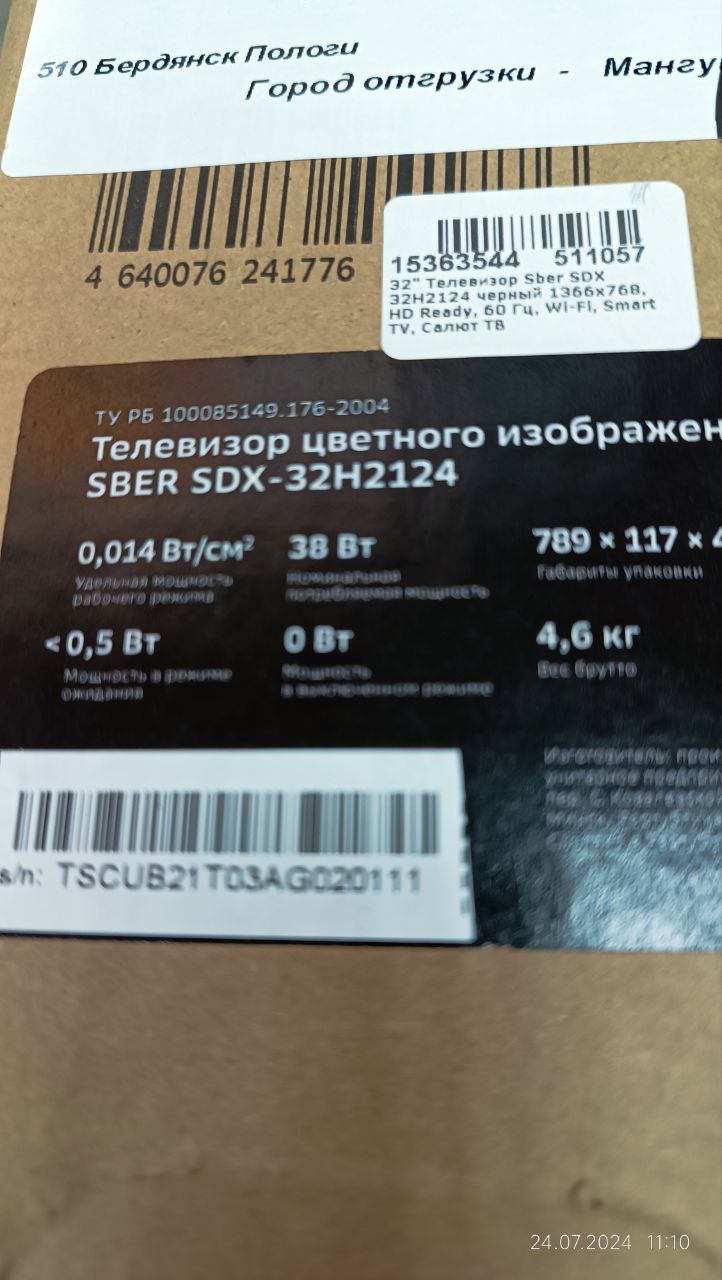 510 Бердянск Пологи
Город отгрузки - Мангу
4 640076 241776
15363544 511057
32" Телевизор Sber SDX
32H2124 черный 1366x768,
HD Ready, 60 Гц, Wi-Fi, Smart
TV, Салют ТВ
ТУ РБ 100085149.176-2004
Телевизор цветного изображен
SBER SDX-32H2124
0,014 Вт/см² 38 Вт 789 × 117 × 4
Удельная мощность Номинальная Габариты упаковки
рабочего режима потребляемая мощность
<0,5 Вт 0 Вт 4,6 кг
Мощность в режиме Мощность Вес брутто
ожидания в выключенном режиме
Изготовитель:
s/n: TSCUB21T03AG020111
24.07.2024 11:10